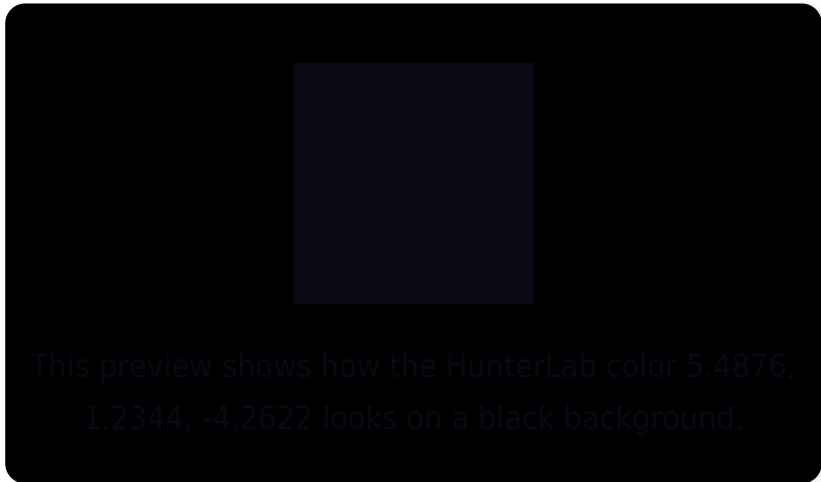 This preview shows how the HunterLab color 5.4876,
1.2344, -4.2622 looks on a black background.